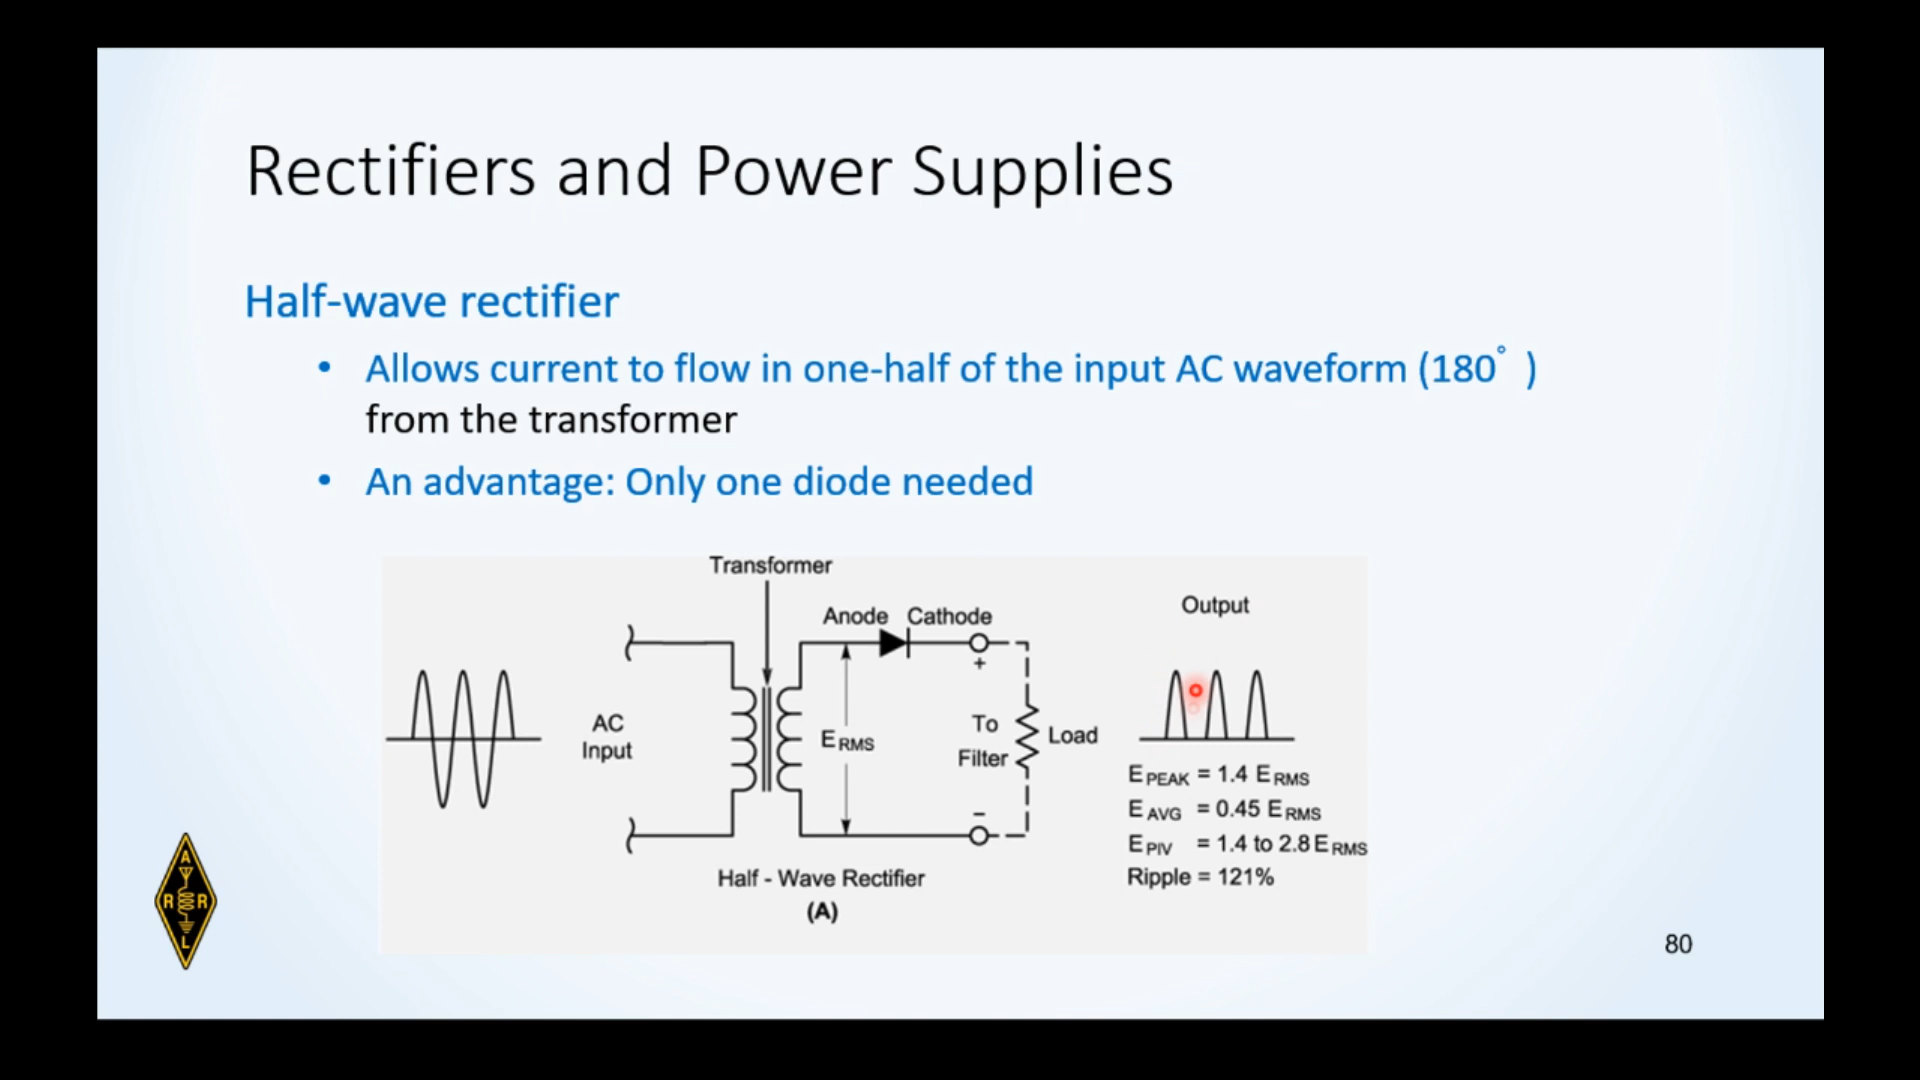 Rectifiers and Power Supplies
Half-wave rectifier
• Allows current to flow in one-half of the input AC waveform (180° )
from the transformer
• An advantage: Only one diode needed
Transformer
Anode Cathode
Output
+
AC
Input
E RMS
To
Filter
Load
–
E PEAK = 1.4 E RMS
E AVG = 0.45 E RMS
E PIV = 1.4 to 2.8 E RMS
Ripple = 121%
Half - Wave Rectifier
(A)
A
R R
L
80